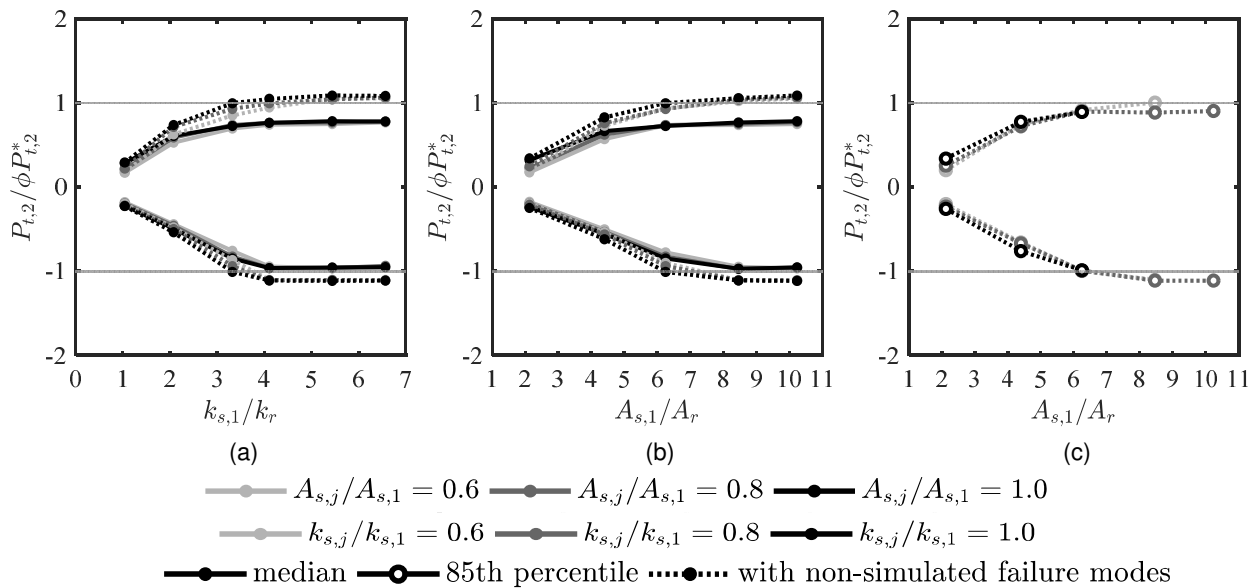 P_{t,2}/ϕP*_{t,2}
2
1
0
-1
-2
0 1 2 3 4 5 6 7
k_{s,1}/k_r
(a)
P_{t,2}/ϕP*_{t,2}
2
1
0
-1
-2
1 2 3 4 5 6 7 8 9 10 11
A_{s,1}/A_r
(b)
P_{t,2}/ϕP*_{t,2}
2
1
0
-1
-2
1 2 3 4 5 6 7 8 9 10 11
A_{s,1}/A_r
(c)
A_{s,j}/A_{s,1} = 0.6 A_{s,j}/A_{s,1} = 0.8 A_{s,j}/A_{s,1} = 1.0
k_{s,j}/k_{s,1} = 0.6 k_{s,j}/k_{s,1} = 0.8 k_{s,j}/k_{s,1} = 1.0
median 85th percentile with non-simulated failure modes